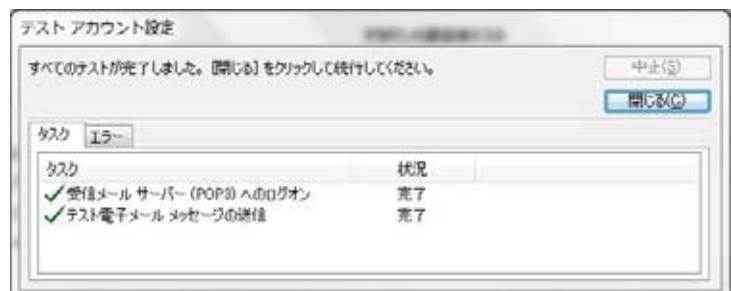 テスト アカウント設定
すべてのテストが完了しました。[閉じる] をクリックして続行してください。
中止(S)
閉じる(C)
タスク エラー
タスク 状況
受信メール サーバー (POP3) へのログオン 完了
テスト電子メール メッセージの送信 完了